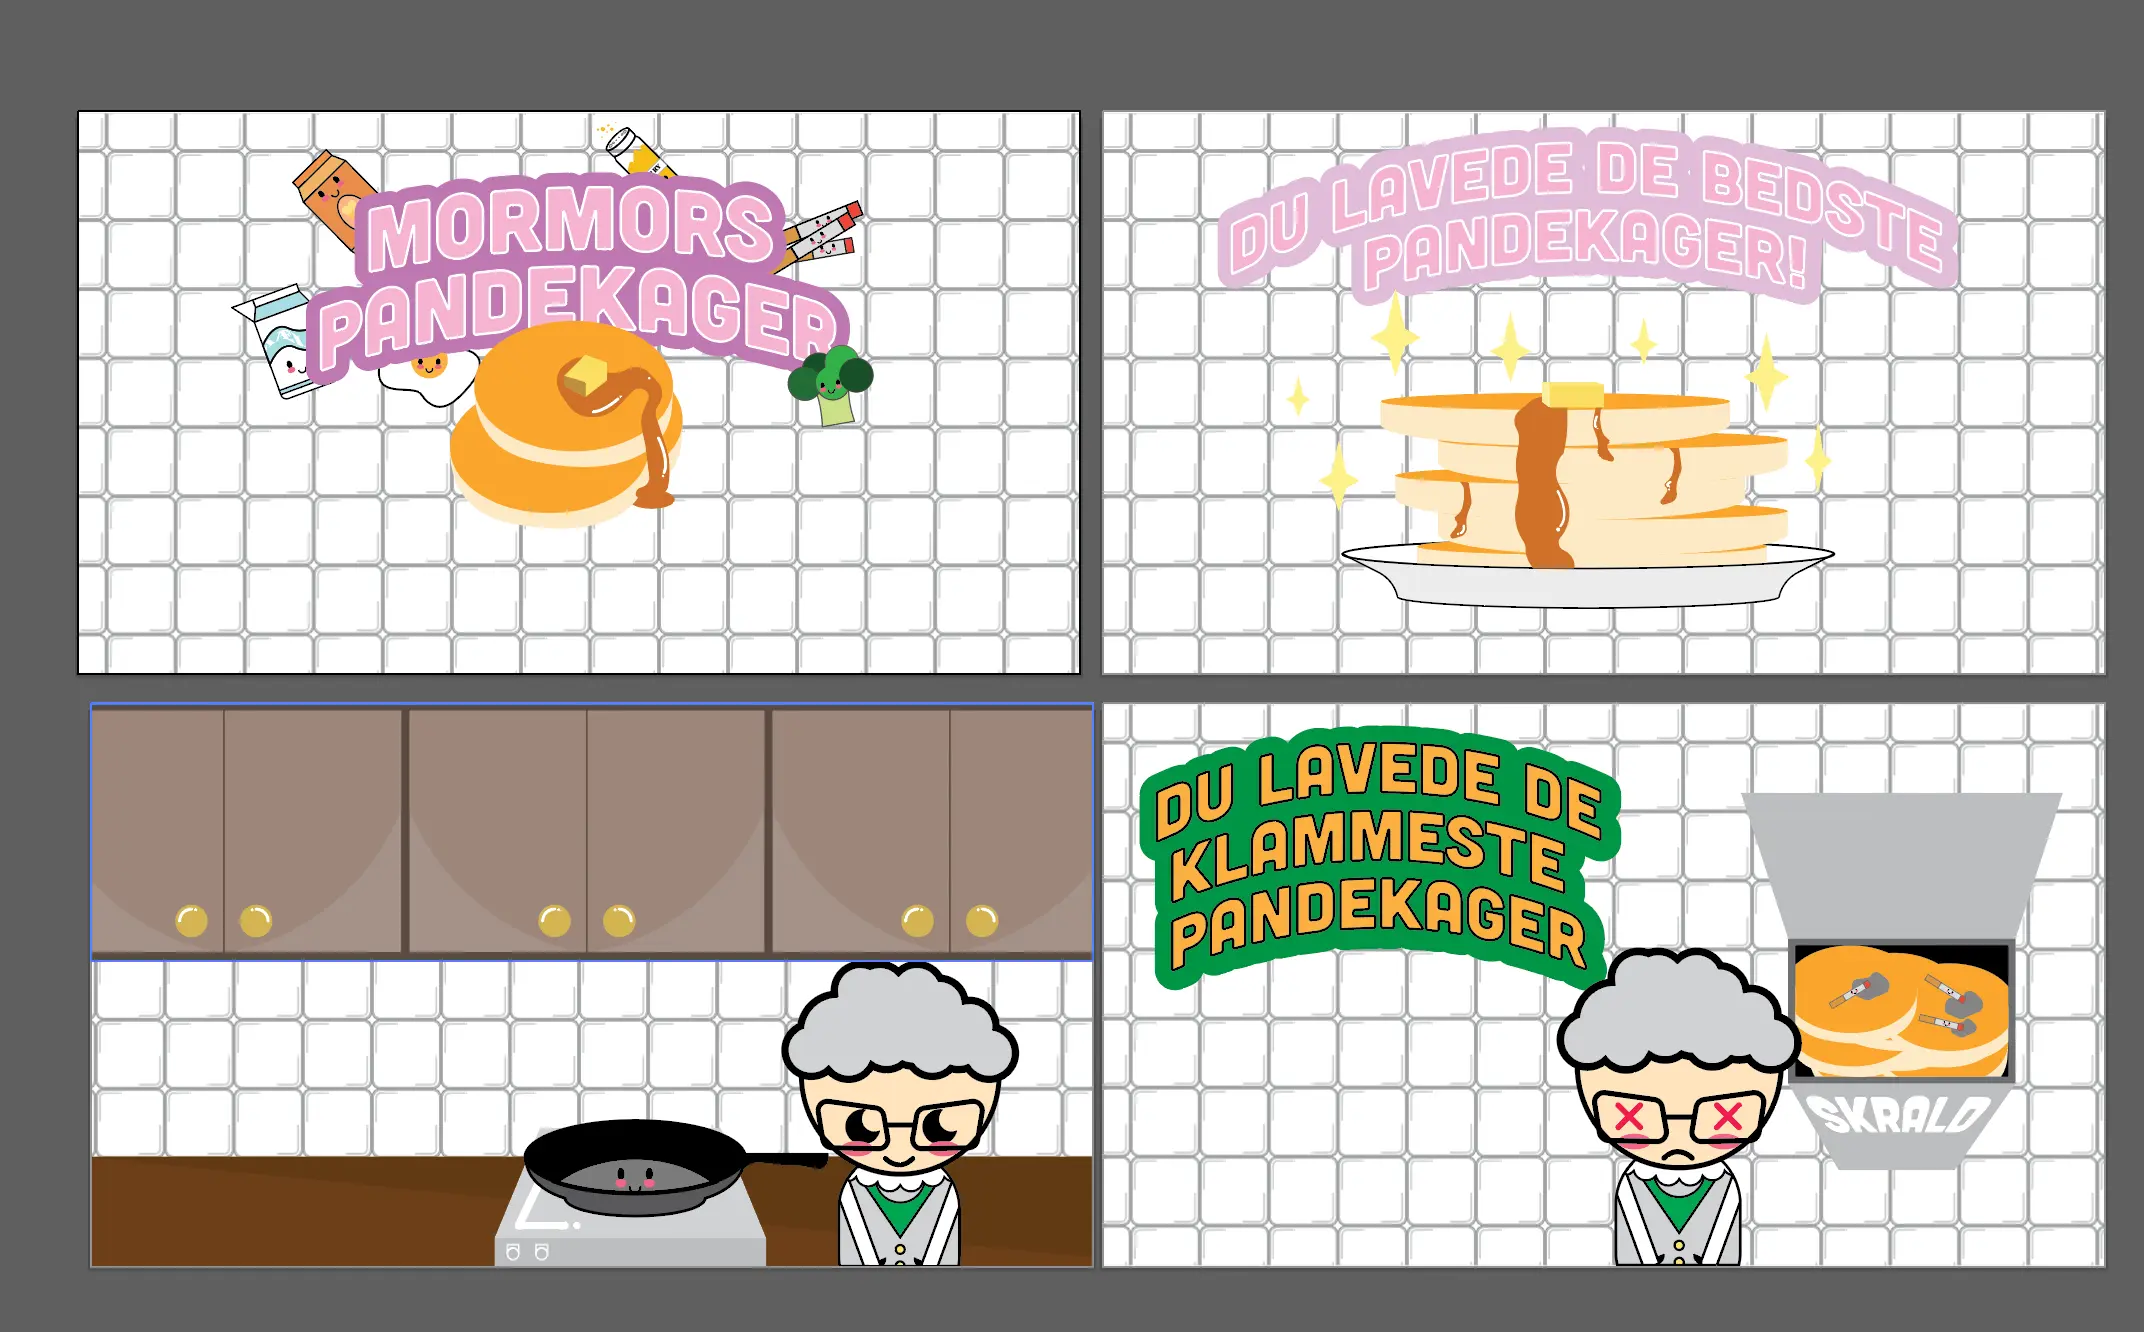 MORMORS
PANDEKAGER
DU LAVEDE DE BEDSTE
PANDEKAGER!
DU LAVEDE DE
KLAMMESTE
PANDEKAGER
SKRALD